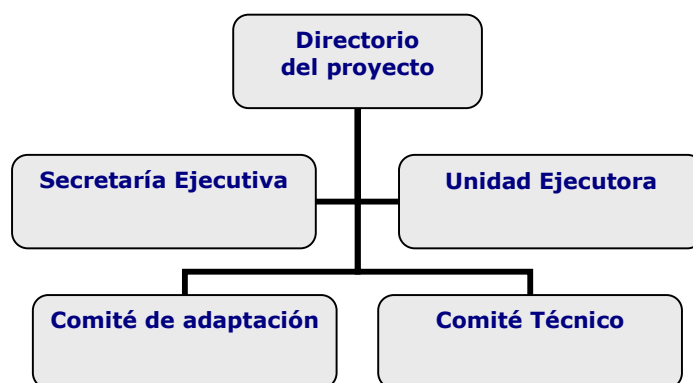 Directorio
del proyecto
Secretaría Ejecutiva
Unidad Ejecutora
Comité de adaptación
Comité Técnico